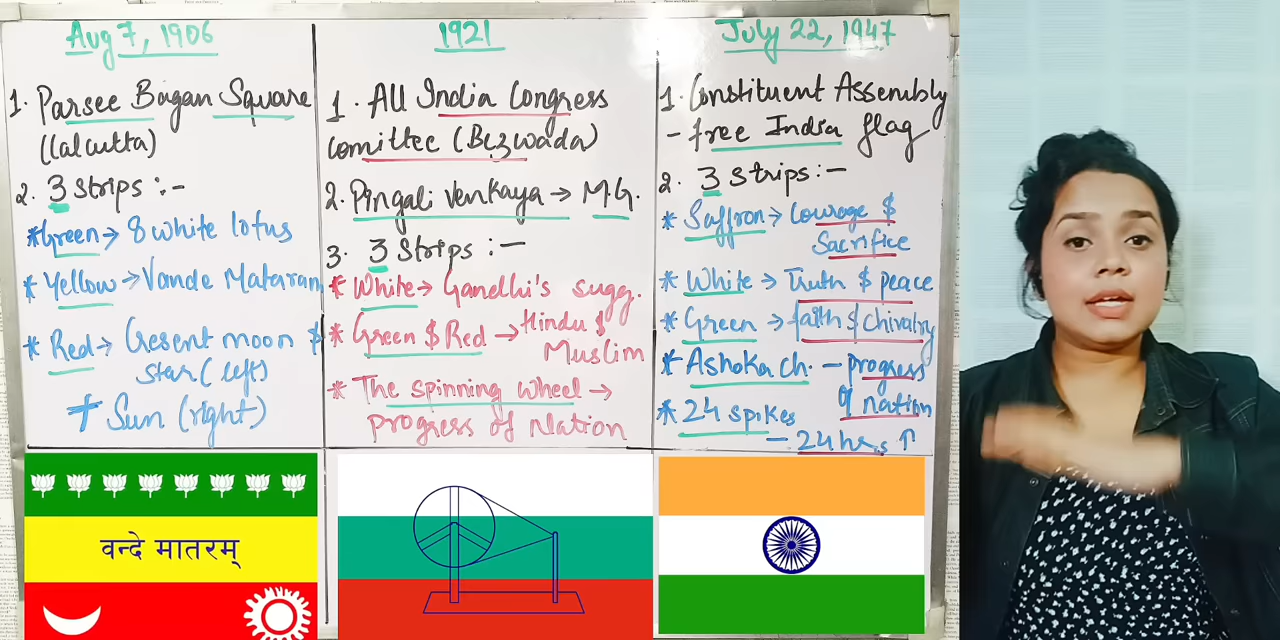 Aug 7, 1906
1. Parsee Bagan Square
(Calcutta)
2. 3 Strips :-
*Green → 8 white lotus
* Yellow → Vande Mataram
* Red → Cresent moon &
star (left)
+ Sun (right)
वन्दे मातरम्
1921
1. All India Congress
Comittee (Bezwada)
2. Pingali Venkaya → M.G.
3. 3 Strips :-
* White → Gandhi's sugg.
* Green & Red → Hindu &
Muslim
* The spinning wheel →
progress of Nation
July 22, 1947
1. Constituent Assembly
- free India flag
2. 3 Strips :-
* Saffron → Courage &
Sacrifice
* White → Truth & peace
* Green → faith & Chivalry
* Ashoka ch. - progress
of nation
* 24 spikes
- 24 hrs ↑